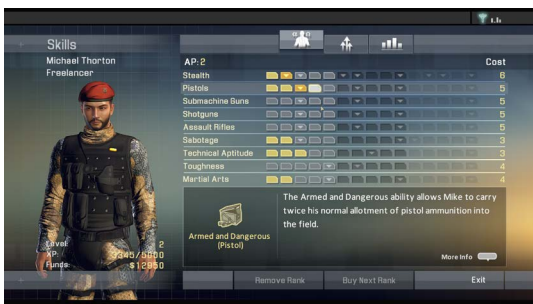 Skills
Michael Thorton
Freelancer
AP: 2 Cost
Stealth 6
Pistols 5
Submachine Guns 5
Shotguns 5
Assault Rifles 5
Sabotage 3
Technical Aptitude 3
Toughness 4
Martial Arts 4
The Armed and Dangerous ability allows Mike to carry
twice his normal allotment of pistol ammunition into
the field.
Armed and Dangerous
(Pistol)
Level: 2
XP: 3345/5000
Funds: $12950
More Info
Remove Rank Buy Next Rank Exit